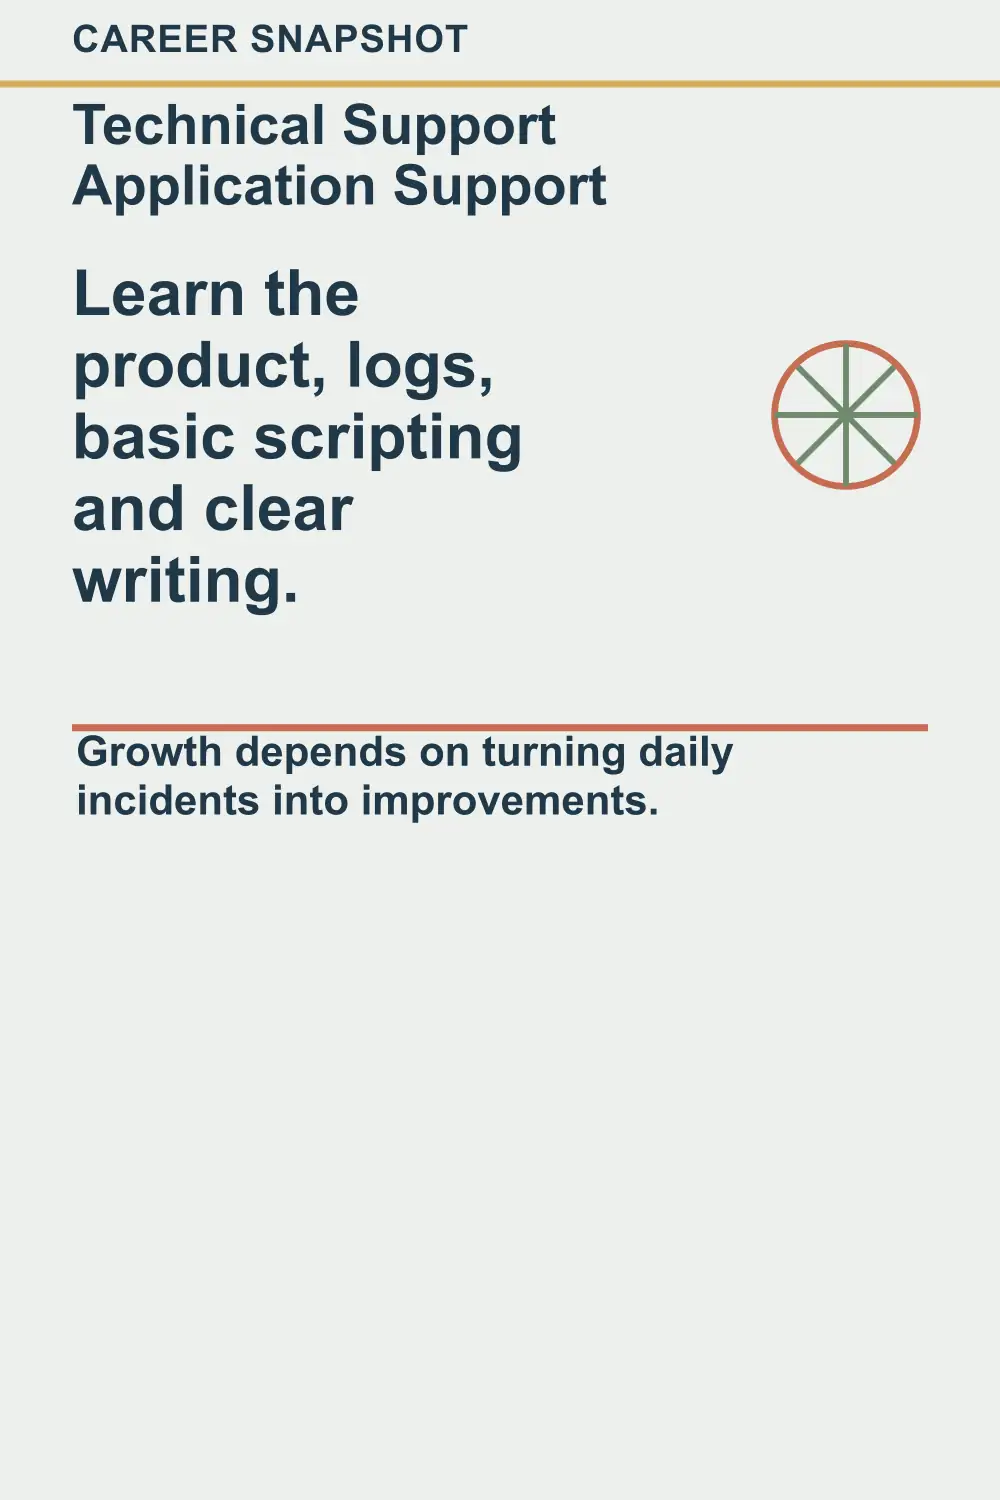 CAREER SNAPSHOT
Technical Support
Application Support
Learn the
product, logs,
basic scripting
and clear
writing.
Growth depends on turning daily
incidents into improvements.